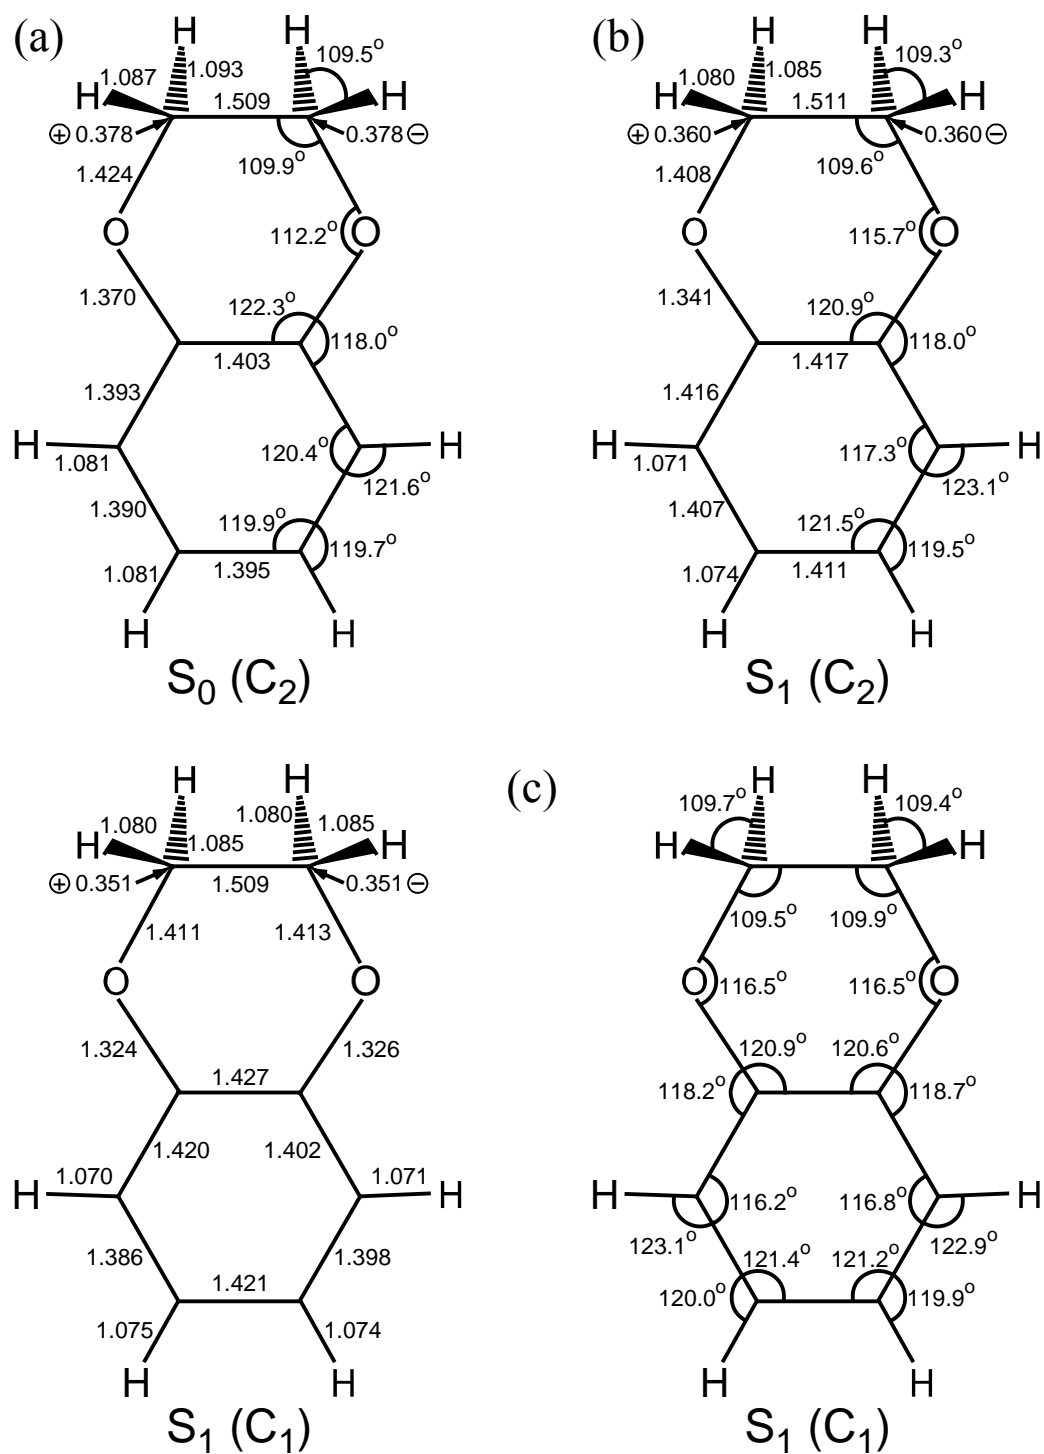 (a)
H H
109.5°
1.087 1.093
H 1.509 H
⊕ 0.378 0.378 ⊖
109.9°
1.424
O 112.2° O
1.370 122.3°
118.0°
1.403
1.393
H 120.4° H
1.081
121.6°
1.390
119.9°
119.7°
1.081 1.395
H H
S₀ (C₂)
(b)
H H
109.3°
1.080 1.085
H 1.511 H
⊕ 0.360 0.360 ⊖
109.6°
1.408
O 115.7° O
1.341 120.9°
118.0°
1.417
1.416
H 117.3° H
1.071
123.1°
1.407
121.5°
119.5°
1.074 1.411
H H
S₁ (C₂)
H H
1.080 1.080 1.085
H 1.085 H
⊕ 0.351 1.509 0.351 ⊖
1.411 1.413
O O
1.324 1.326
1.427
1.420 1.402
1.070 1.071
H H
1.386 1.398
1.421
1.075 1.074
H H
S₁ (C₁)
(c)
H H
109.7° 109.4°
H H
109.5° 109.9°
O 116.5° 116.5° O
120.9° 120.6°
118.2° 118.7°
H 116.2° 116.8° H
123.1° 122.9°
121.4° 121.2°
120.0° 119.9°
H H
S₁ (C₁)